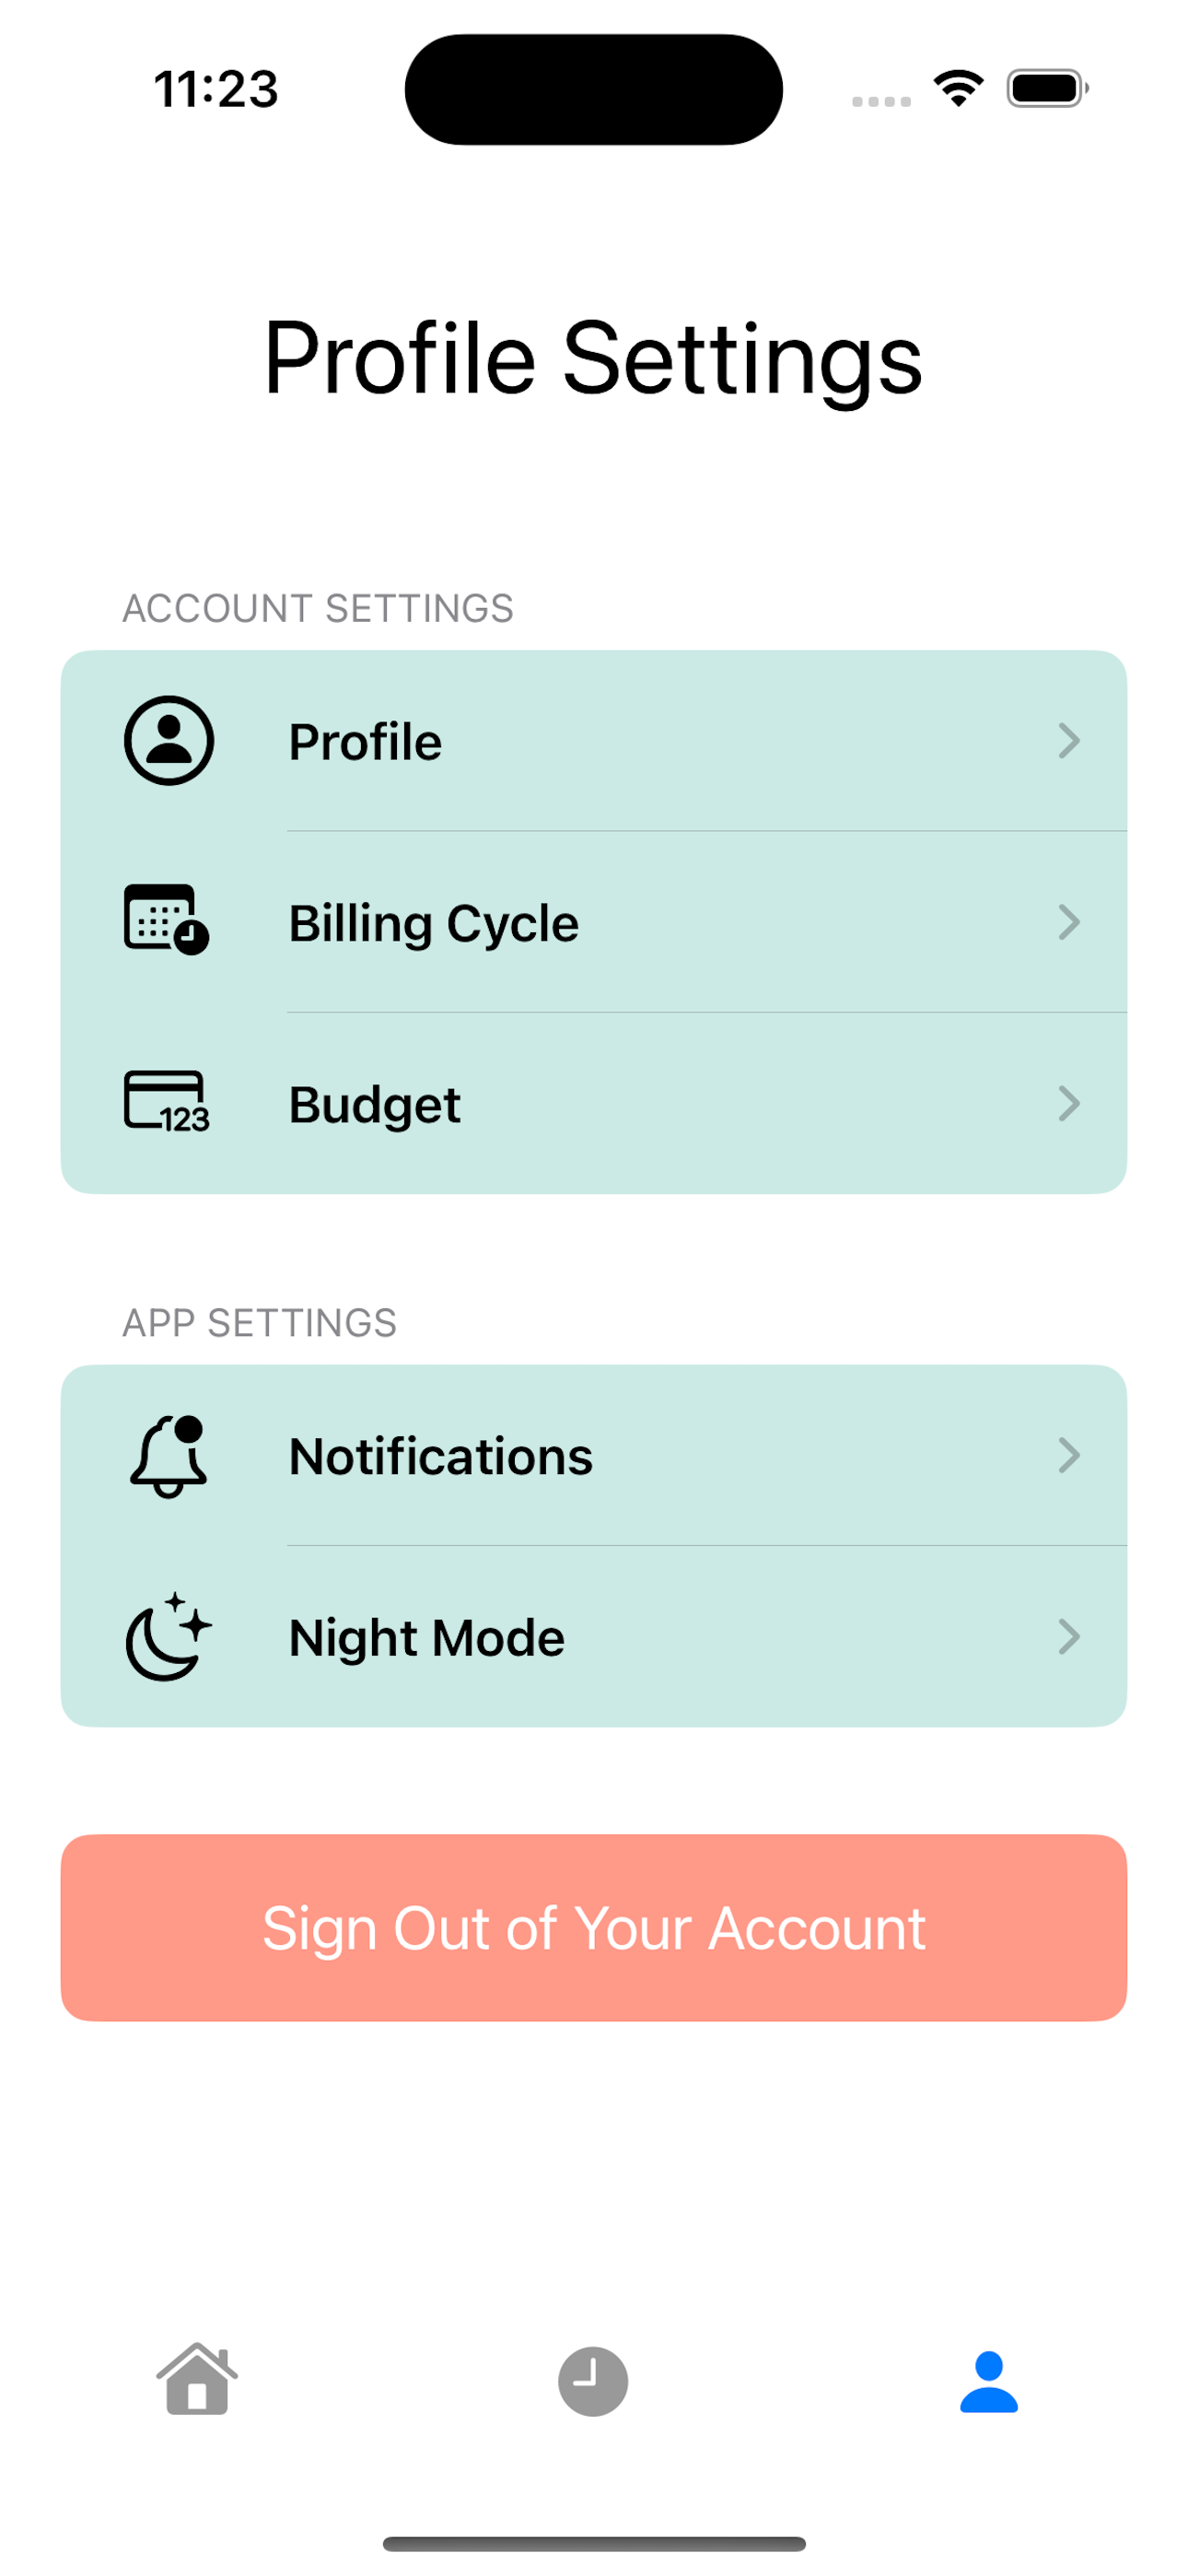 11:23
Profile Settings
ACCOUNT SETTINGS
Profile
Billing Cycle
123
Budget
APP SETTINGS
Notifications
Night Mode
Sign Out of Your Account